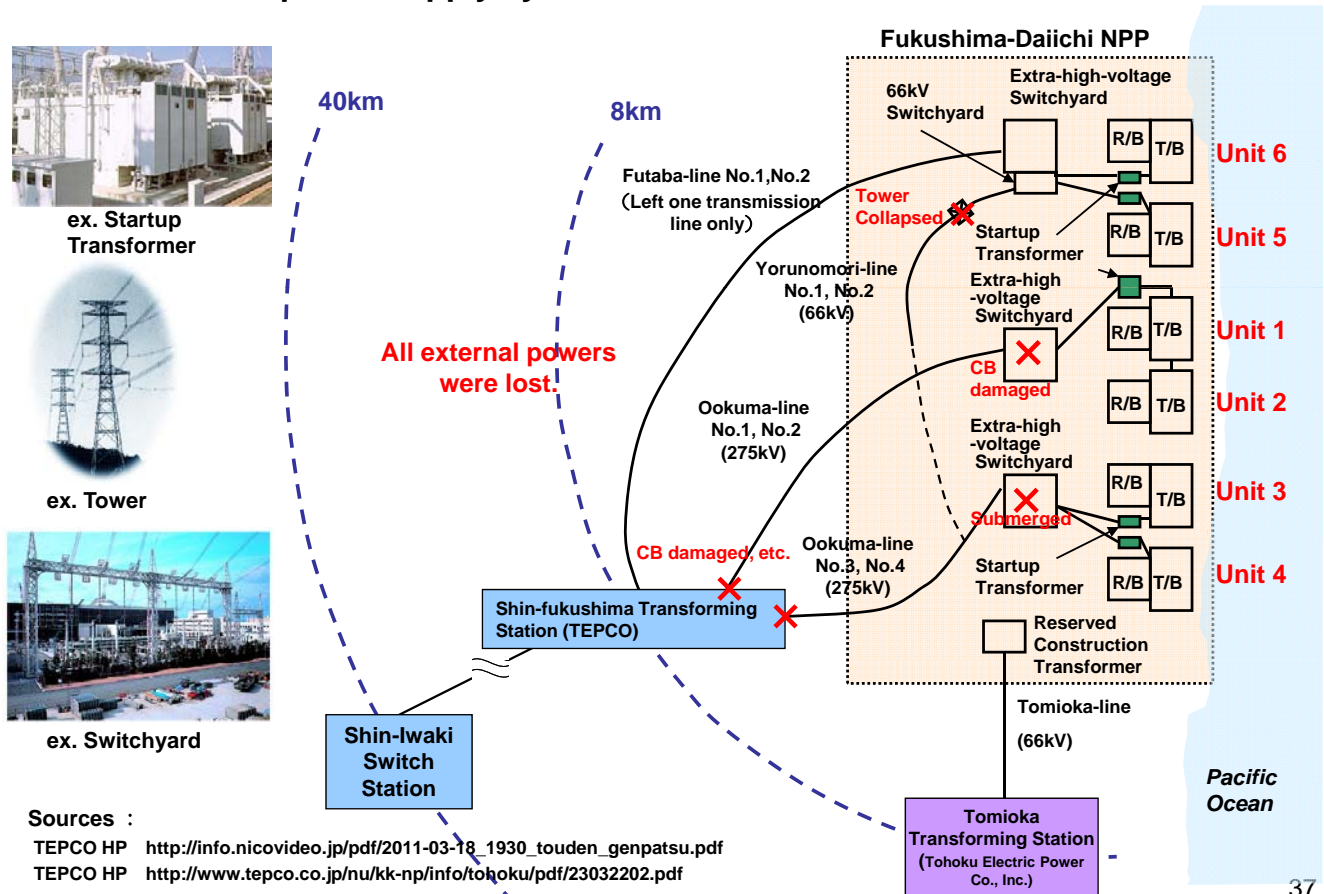 Fukushima-Daiichi NPP
40km
8km
66kV
Switchyard
Extra-high-voltage
Switchyard
R/B
T/B
Unit 6
ex. Startup
Transformer
Futaba-line No.1,No.2
（Left one transmission
line only）
Tower
Collapsed
Startup
Transformer
R/B
T/B
Unit 5
Yorunomori-line
No.1, No.2
(66kV)
Extra-high
-voltage
Switchyard
R/B
T/B
Unit 1
All external powers
were lost.
CB
damaged
R/B
T/B
Unit 2
Ookuma-line
No.1, No.2
(275kV)
Extra-high
-voltage
Switchyard
R/B
T/B
Unit 3
ex. Tower
Submerged
CB damaged, etc.
Ookuma-line
No.3, No.4
(275kV)
Startup
Transformer
R/B
T/B
Unit 4
Shin-fukushima Transforming
Station (TEPCO)
Reserved
Construction
Transformer
Tomioka-line
(66kV)
ex. Switchyard
Shin-Iwaki
Switch
Station
Pacific
Ocean
Tomioka
Transforming Station
(Tohoku Electric Power
Co., Inc.)
Sources ：
TEPCO HP http://info.nicovideo.jp/pdf/2011-03-18_1930_touden_genpatsu.pdf
TEPCO HP http://www.tepco.co.jp/nu/kk-np/info/tohoku/pdf/23032202.pdf
37